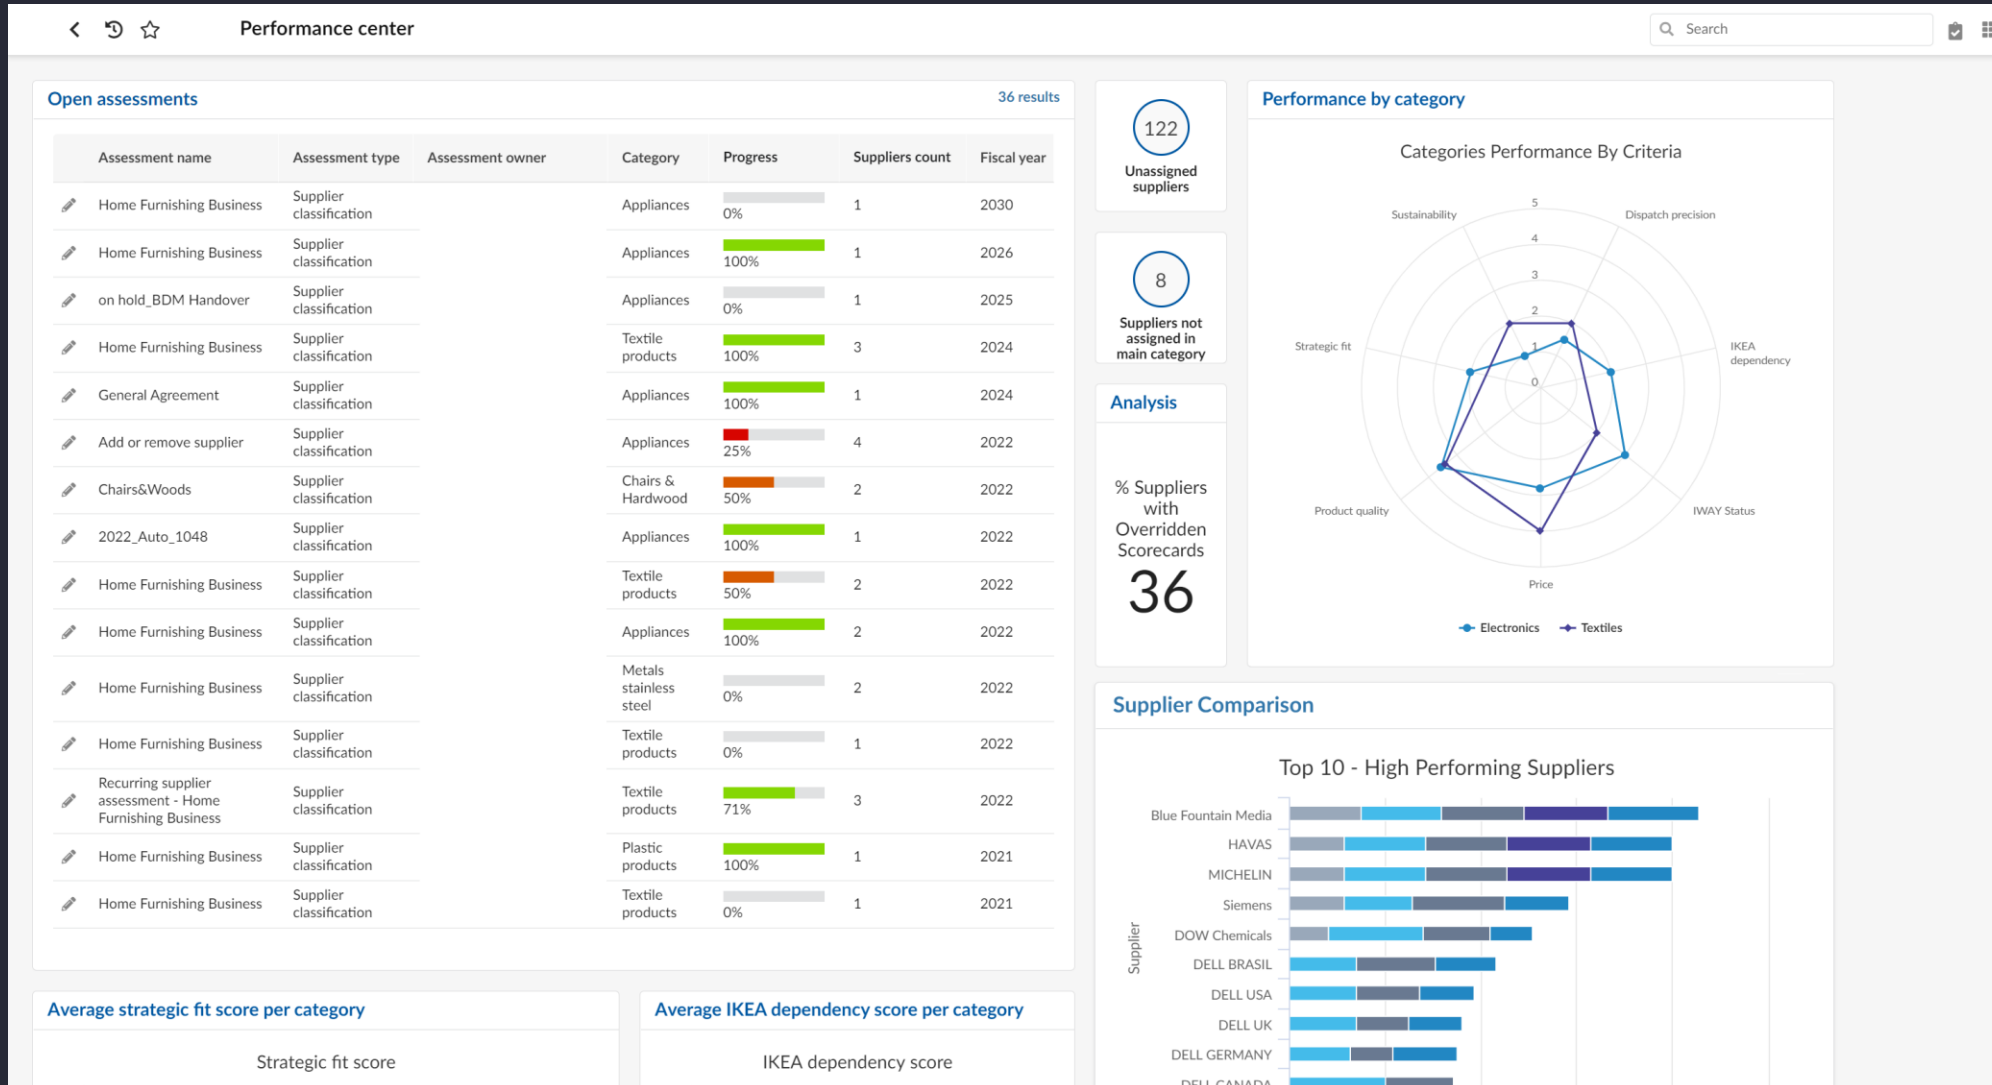 Performance center
Search
Open assessments
36 results
Assessment name Assessment type Assessment owner Category Progress Suppliers count Fiscal year
Home Furnishing Business Supplier classification Appliances 0% 1 2030
Home Furnishing Business Supplier classification Appliances 100% 1 2026
on hold_BDM Handover Supplier classification Appliances 0% 1 2025
Home Furnishing Business Supplier classification Textile products 100% 3 2024
General Agreement Supplier classification Appliances 100% 1 2024
Add or remove supplier Supplier classification Appliances 25% 4 2022
Chairs&Woods Supplier classification Chairs & Hardwood 50% 2 2022
2022_Auto_1048 Supplier classification Appliances 100% 1 2022
Home Furnishing Business Supplier classification Textile products 50% 2 2022
Home Furnishing Business Supplier classification Appliances 100% 2 2022
Home Furnishing Business Supplier classification Metals stainless steel 0% 2 2022
Home Furnishing Business Supplier classification Textile products 0% 1 2022
Recurring supplier assessment - Home Furnishing Business Supplier classification Textile products 71% 3 2022
Home Furnishing Business Supplier classification Plastic products 100% 1 2021
Home Furnishing Business Supplier classification Textile products 0% 1 2021
122
Unassigned
suppliers
8
Suppliers not
assigned in
main category
Analysis
% Suppliers
with
Overridden
Scorecards
36
Performance by category
Categories Performance By Criteria
5
4
3
2
1
0
Sustainability
Dispatch precision
IKEA
dependency
IWAY Status
Price
Product quality
Strategic fit
Electronics Textiles
Supplier Comparison
Top 10 - High Performing Suppliers
Supplier
Blue Fountain Media
HAVAS
MICHELIN
Siemens
DOW Chemicals
DELL BRASIL
DELL USA
DELL UK
DELL GERMANY
DELL CANADA
Average strategic fit score per category
Strategic fit score
Average IKEA dependency score per category
IKEA dependency score